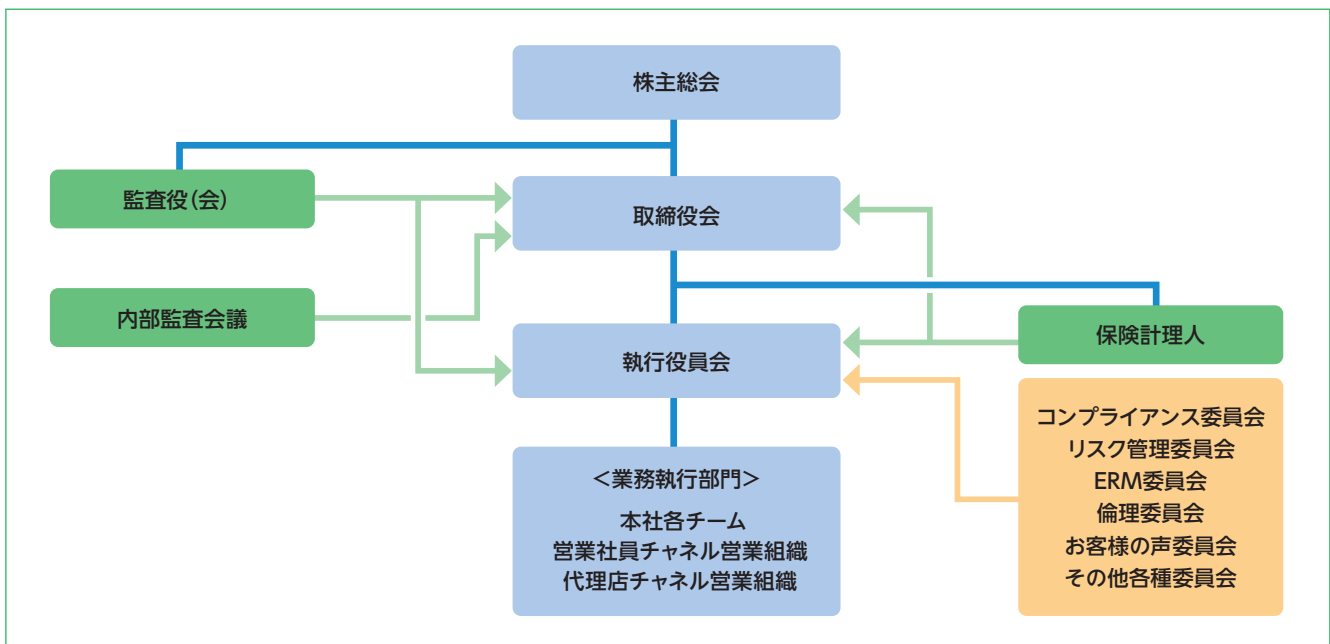 株主総会
監査役(会)
取締役会
内部監査会議
保険計理人
執行役員会
コンプライアンス委員会
リスク管理委員会
ERM委員会
倫理委員会
お客様の声委員会
その他各種委員会
＜業務執行部門＞
本社各チーム
営業社員チャネル営業組織
代理店チャネル営業組織